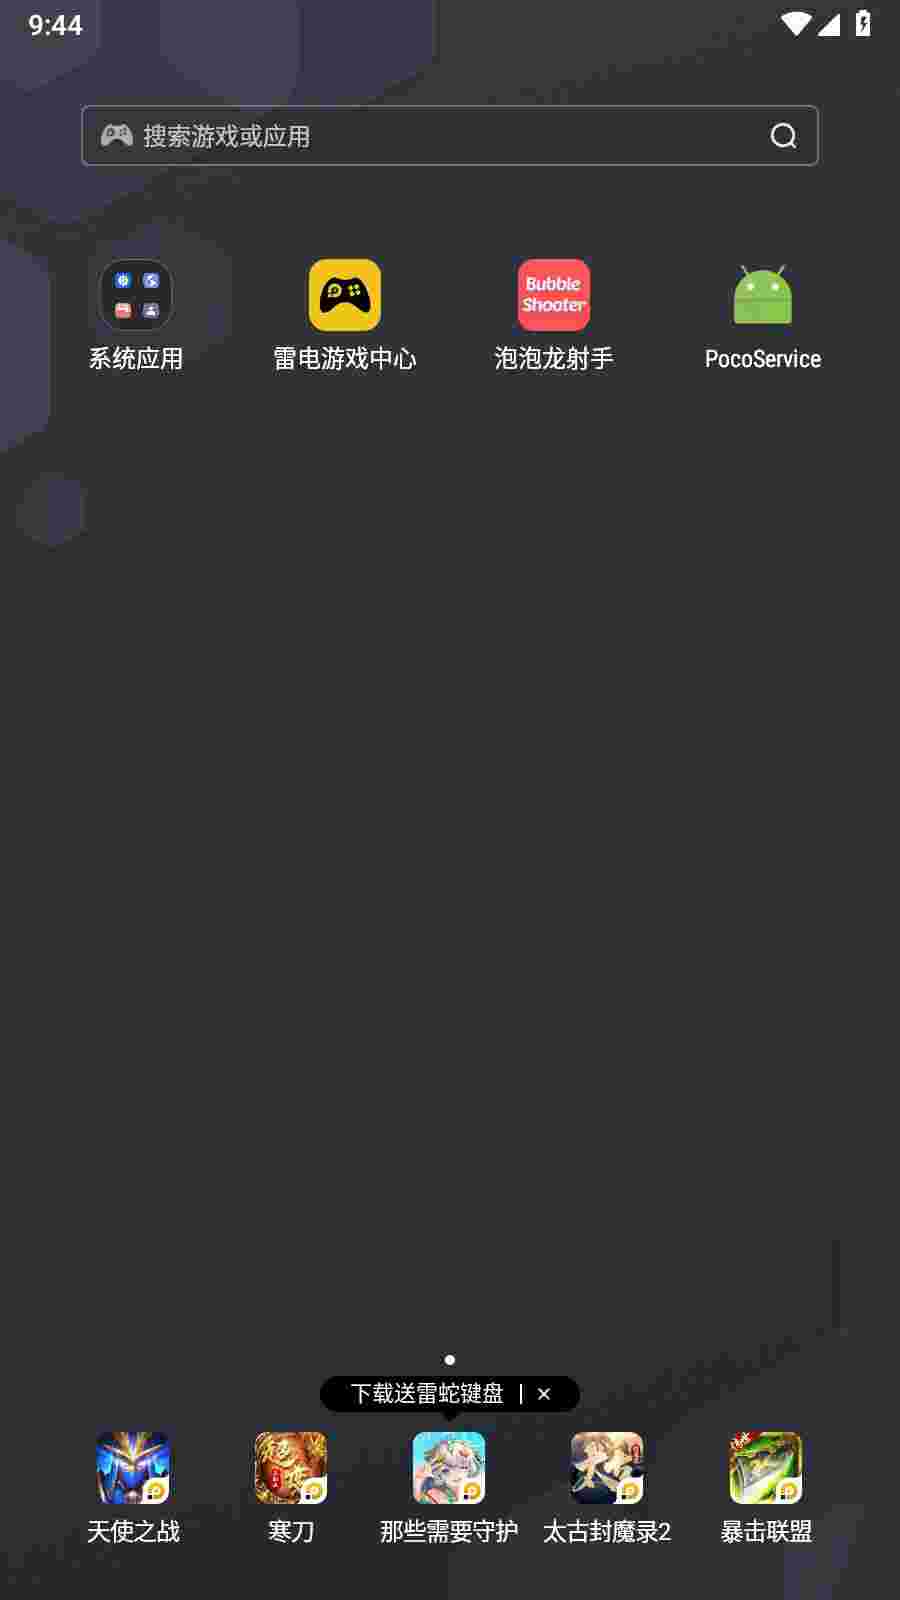 9:44
搜索游戏或应用
Bubble
Shooter
系统应用
雷电游戏中心
泡泡龙射手
PocoService
下载送雷蛇键盘
天使之战
寒刀
那些需要守护
太古封魔录2
暴击联盟